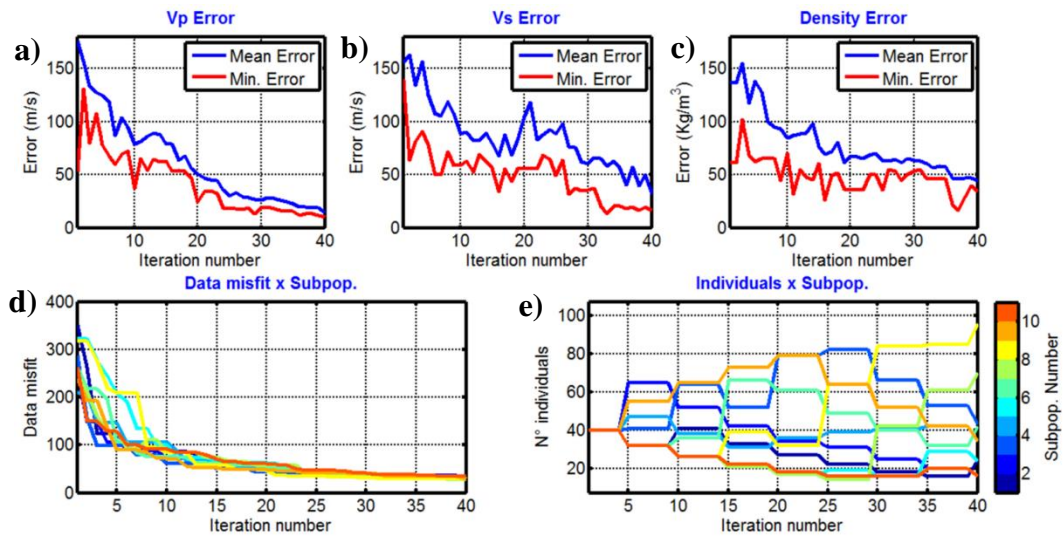 Vp Error
a)
Mean Error
Min. Error
Error (m/s)
150
100
50
0
10 20 30 40
Iteration number
Vs Error
b)
Mean Error
Min. Error
Error (m/s)
150
100
50
0
10 20 30 40
Iteration number
Density Error
c)
Mean Error
Min. Error
Error (Kg/m³)
150
100
50
0
10 20 30 40
Iteration number
Data misfit x Subpop.
d)
Data misfit
400
300
200
100
0
5 10 15 20 25 30 35 40
Iteration number
Individuals x Subpop.
e)
N° individuals
100
80
60
40
20
5 10 15 20 25 30 35 40
Iteration number
10
8
6
4
2
Subpop. Number